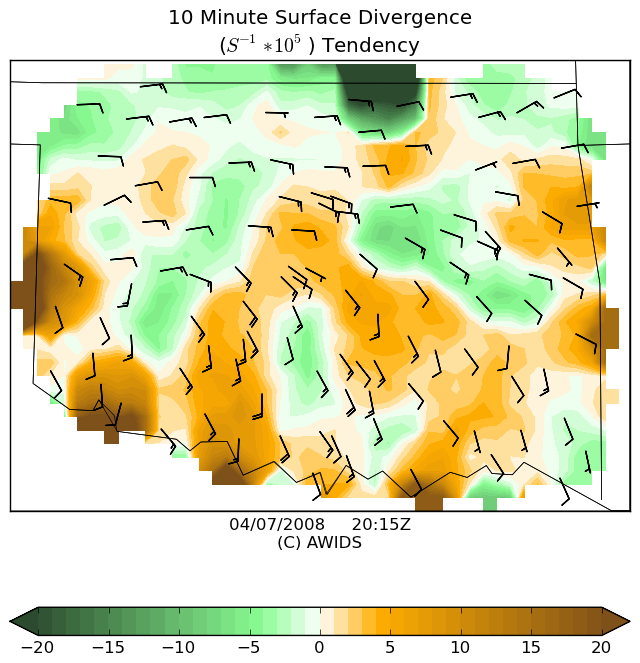 10 Minute Surface Divergence
(S⁻¹ * 10⁵ ) Tendency
04/07/2008 20:15Z
(C) AWIDS
−20 −15 −10 −5 0 5 10 15 20